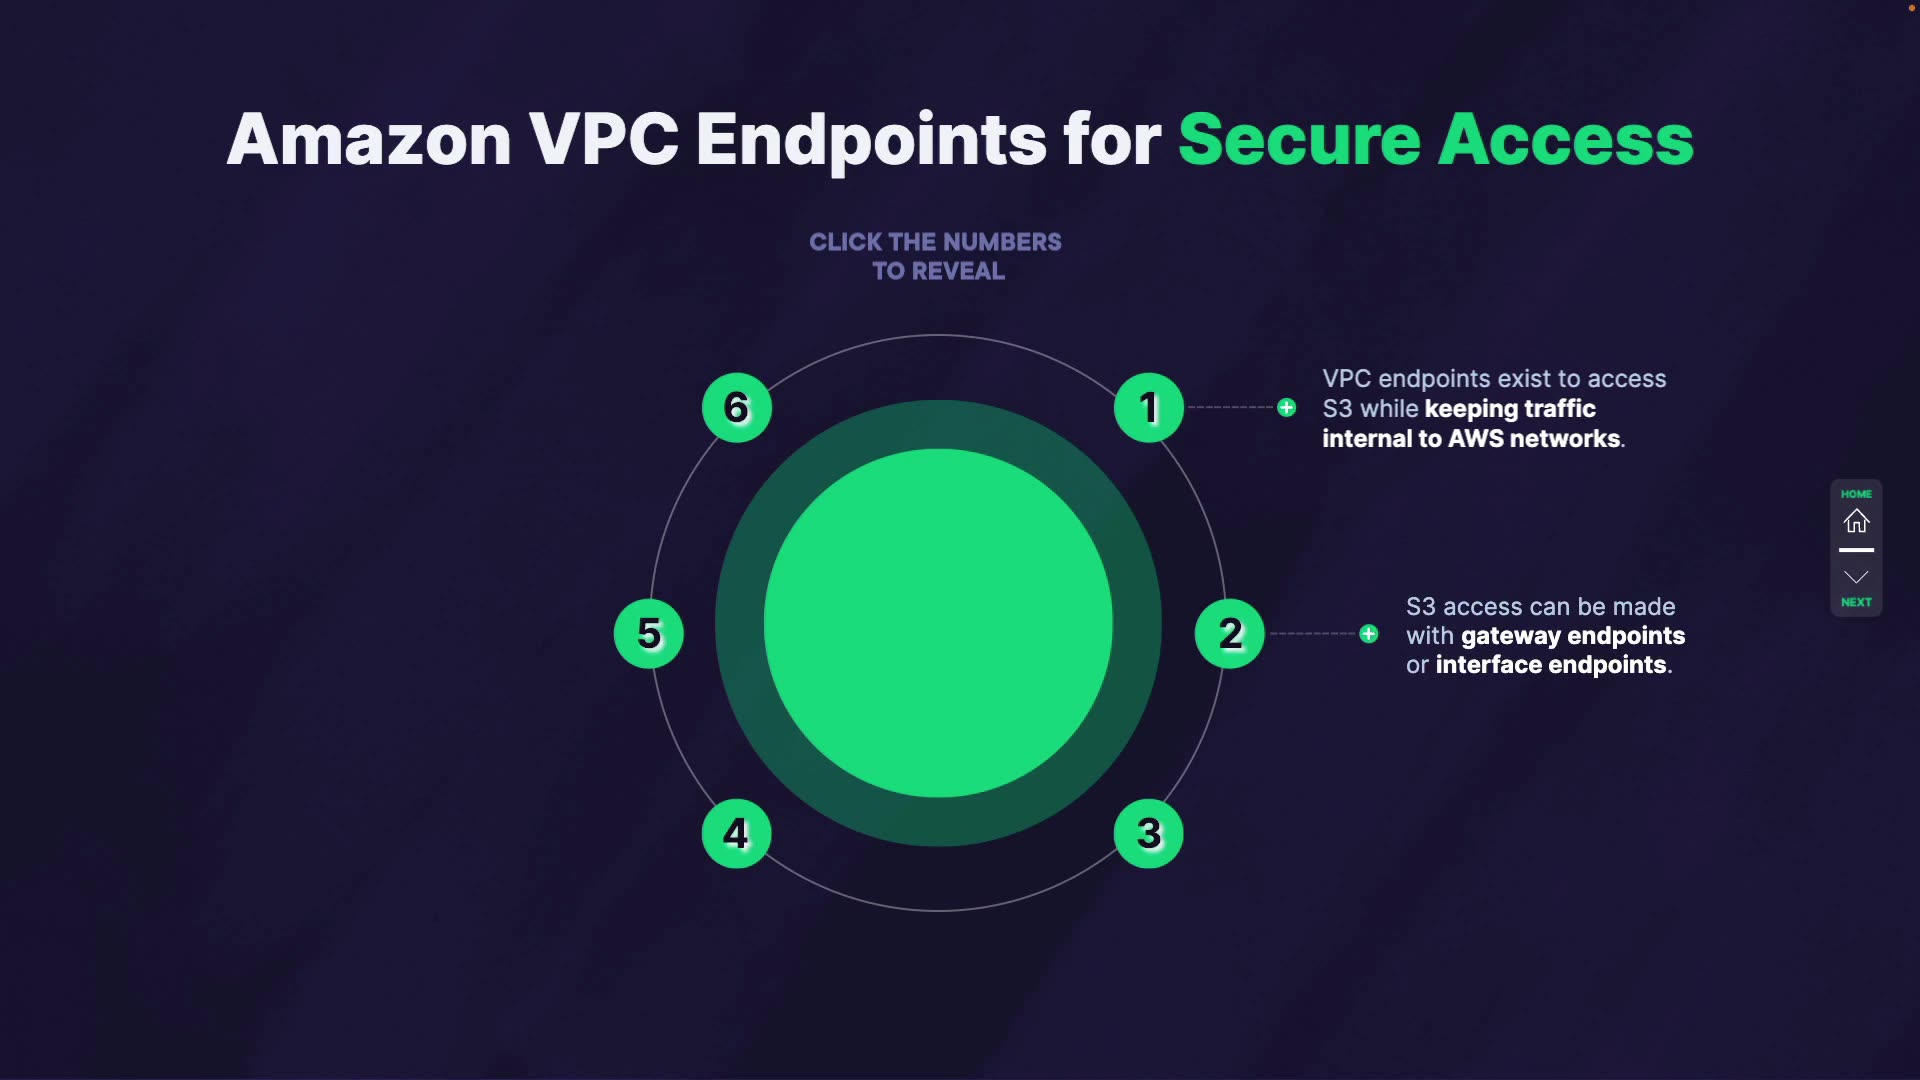 Amazon VPC Endpoints for Secure Access
CLICK THE NUMBERS
TO REVEAL
6
1
VPC endpoints exist to access
S3 while keeping traffic
internal to AWS networks.
HOME
NEXT
5
2
S3 access can be made
with gateway endpoints
or interface endpoints.
4
3